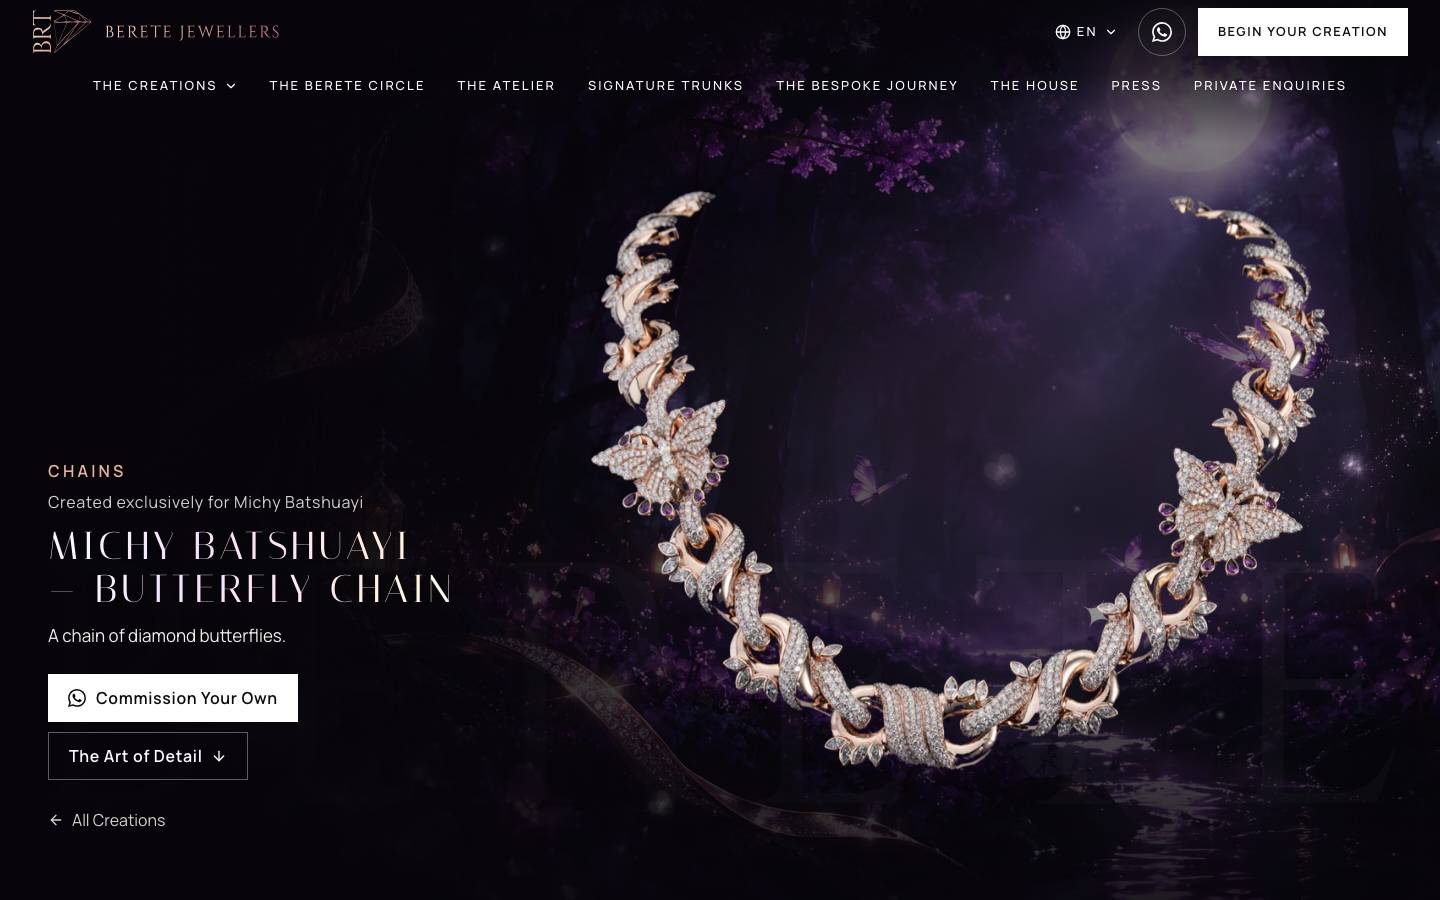 BRT
BERETE JEWELLERS
EN
BEGIN YOUR CREATION
THE CREATIONS
THE BERETE CIRCLE
THE ATELIER
SIGNATURE TRUNKS
THE BESPOKE JOURNEY
THE HOUSE
PRESS
PRIVATE ENQUIRIES
CHAINS
Created exclusively for Michy Batshuayi
MICHY BATSHUAYI
— BUTTERFLY CHAIN
A chain of diamond butterflies.
Commission Your Own
The Art of Detail ↓
← All Creations